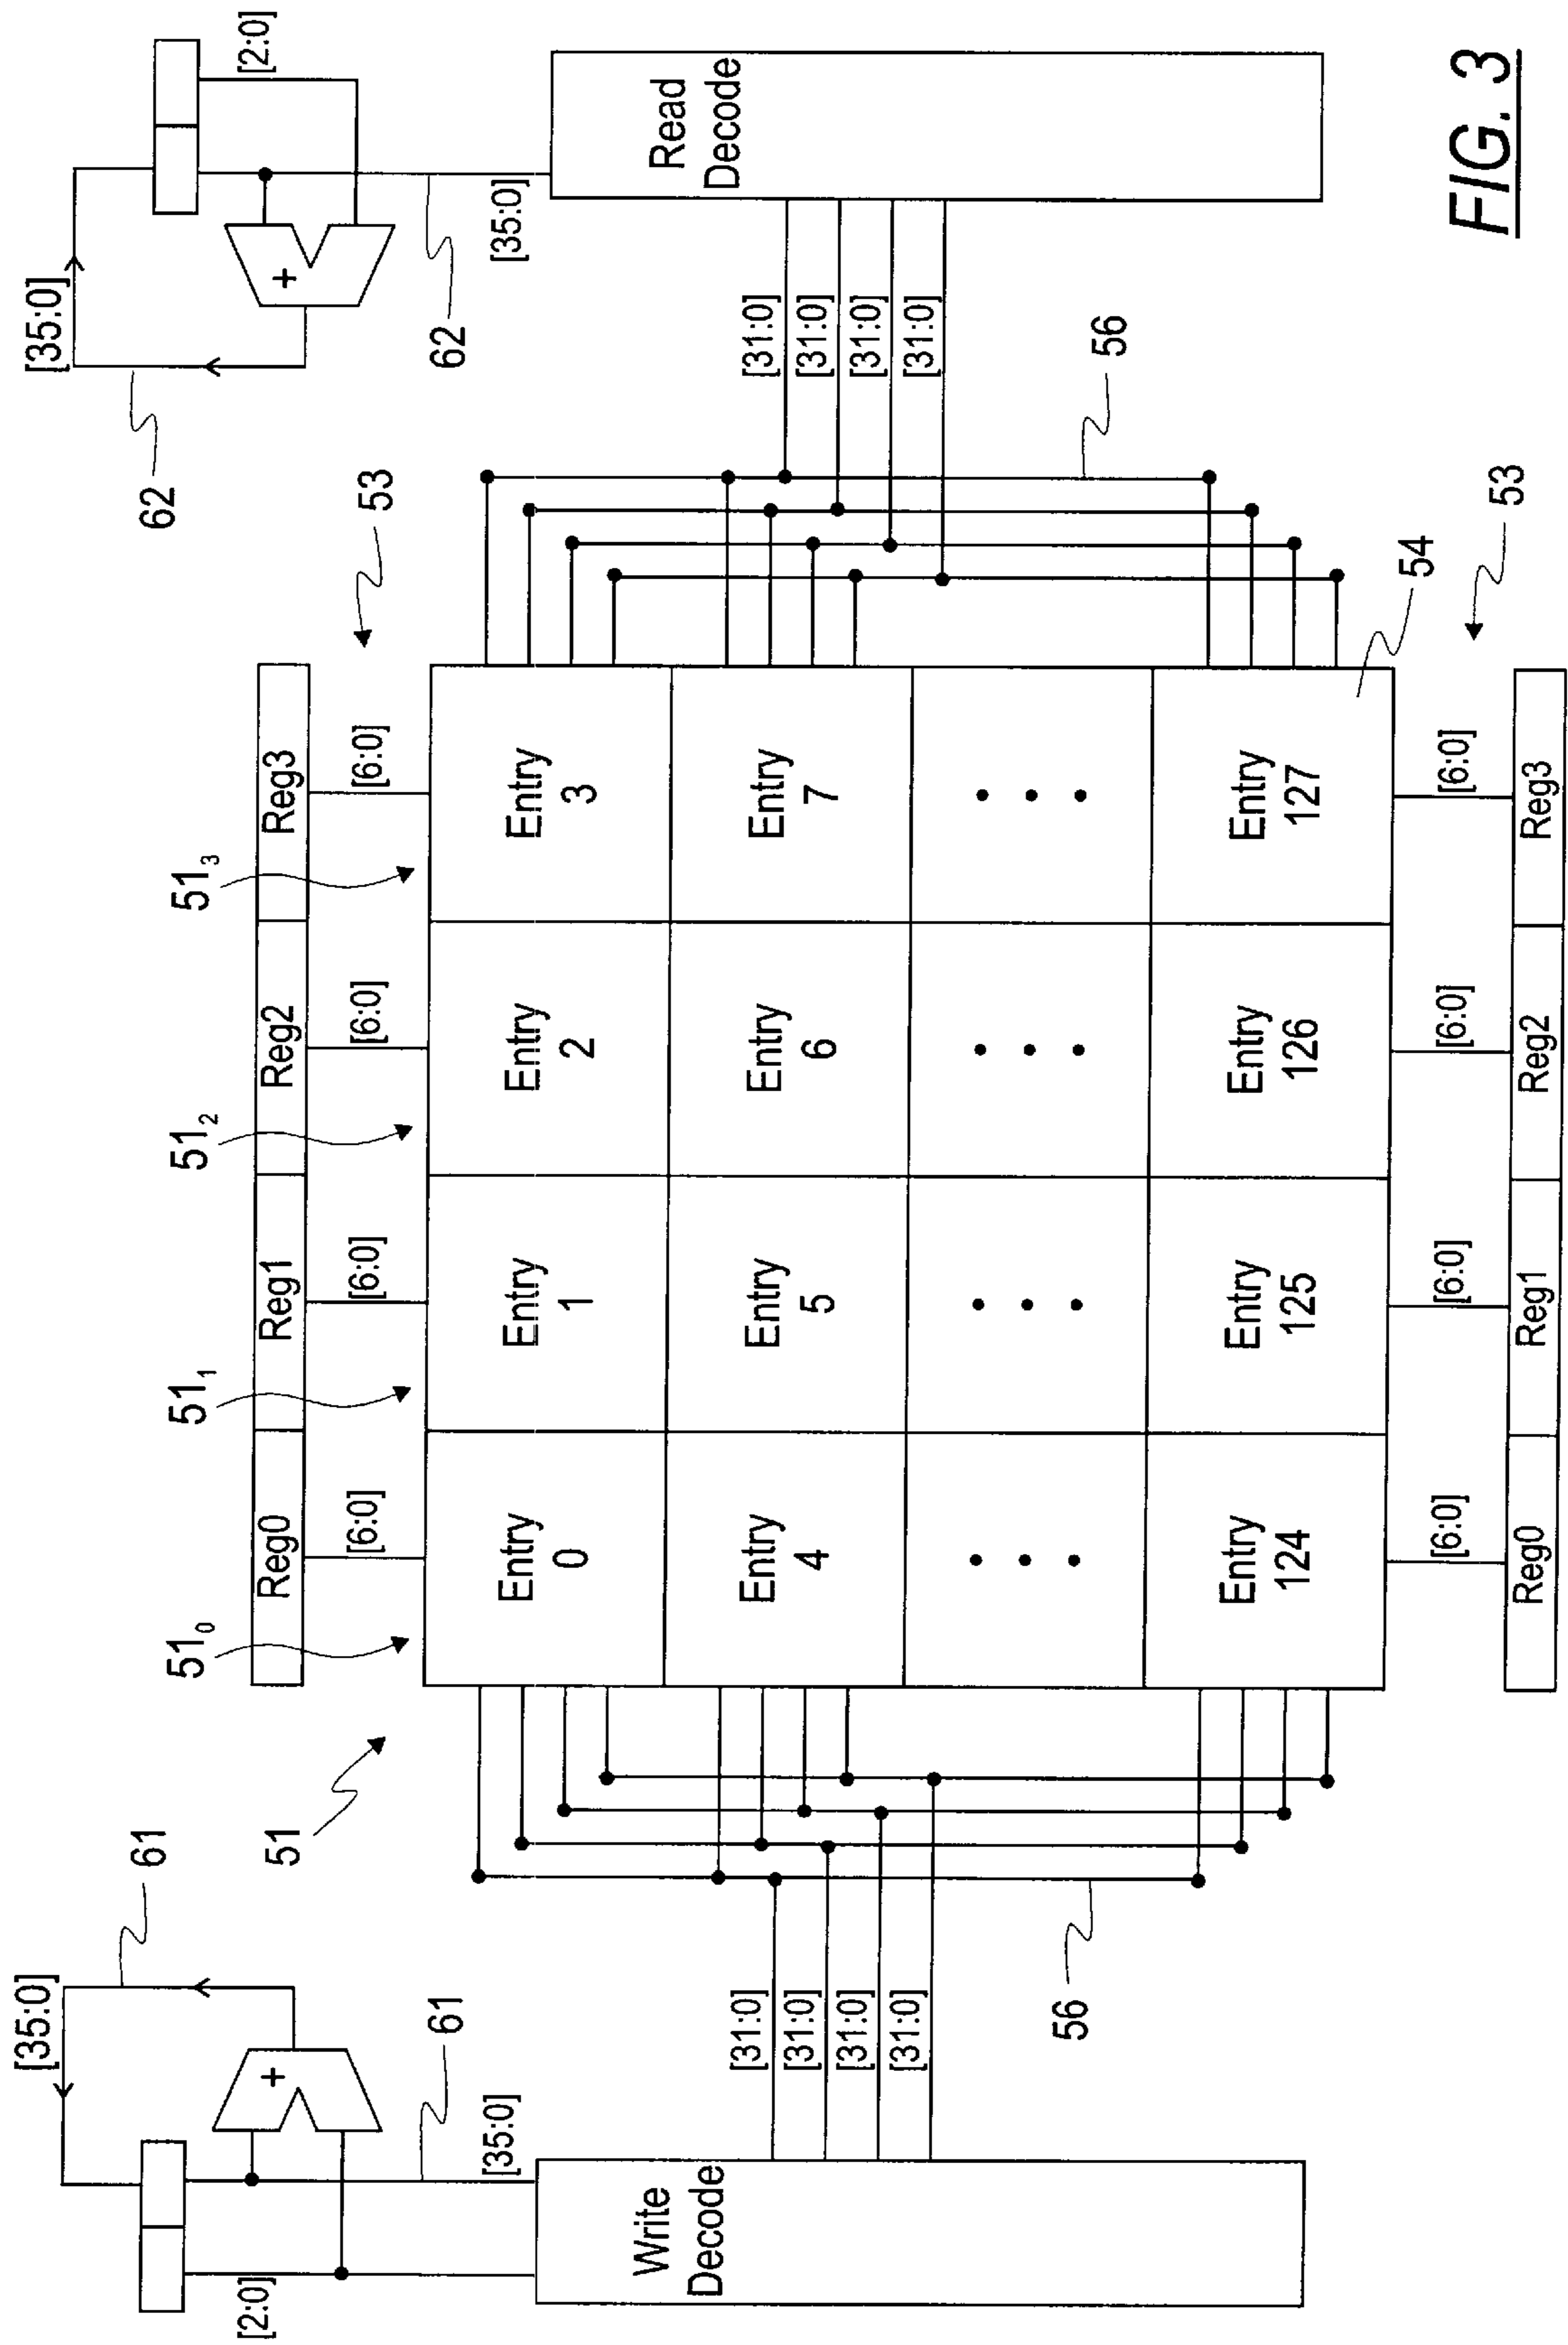 [35:0]
61
[2:0]
[35:0]
61
Write
Decode
[31:0]
[31:0]
[31:0]
[31:0]
56
51
51₀
51₁
51₂
51₃
53
Reg0
Reg1
Reg2
Reg3
[6:0]
[6:0]
[6:0]
[6:0]
Entry
0
Entry
1
Entry
2
Entry
3
Entry
4
Entry
5
Entry
6
Entry
7
Entry
124
Entry
125
Entry
126
Entry
127
54
[6:0]
[6:0]
[6:0]
[6:0]
53
Reg0
Reg1
Reg2
Reg3
[35:0]
62
[2:0]
62
[35:0]
Read
Decode
[31:0]
[31:0]
[31:0]
[31:0]
56
FIG. 3